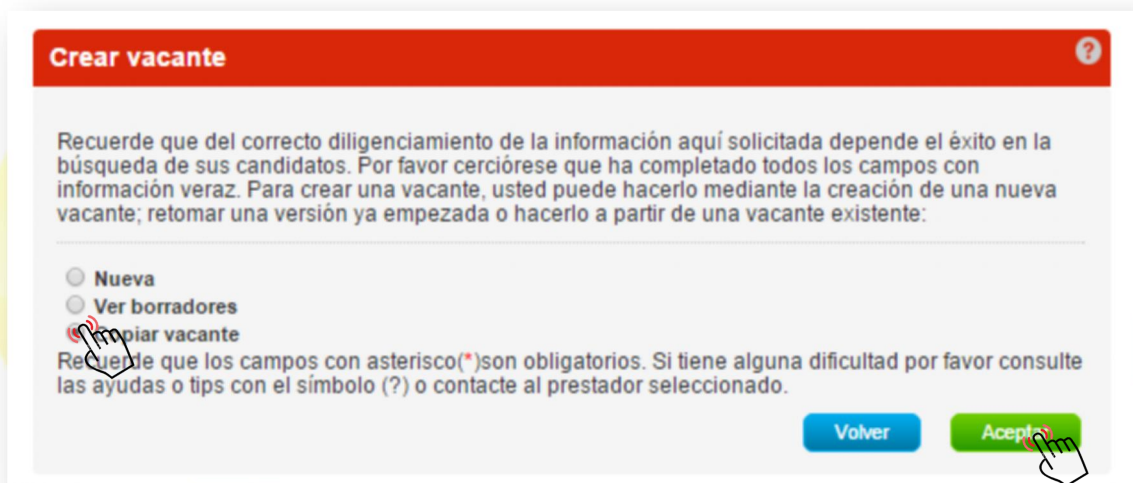 Crear vacante
?
Recuerde que del correcto diligenciamiento de la información aquí solicitada depende el éxito en la
búsqueda de sus candidatos. Por favor cerciórese que ha completado todos los campos con
información veraz. Para crear una vacante, usted puede hacerlo mediante la creación de una nueva
vacante; retomar una versión ya empezada o hacerlo a partir de una vacante existente:
Nueva
Ver borradores
Copiar vacante
Recuerde que los campos con asterisco(*)son obligatorios. Si tiene alguna dificultad por favor consulte
las ayudas o tips con el símbolo (?) o contacte al prestador seleccionado.
Volver
Aceptar